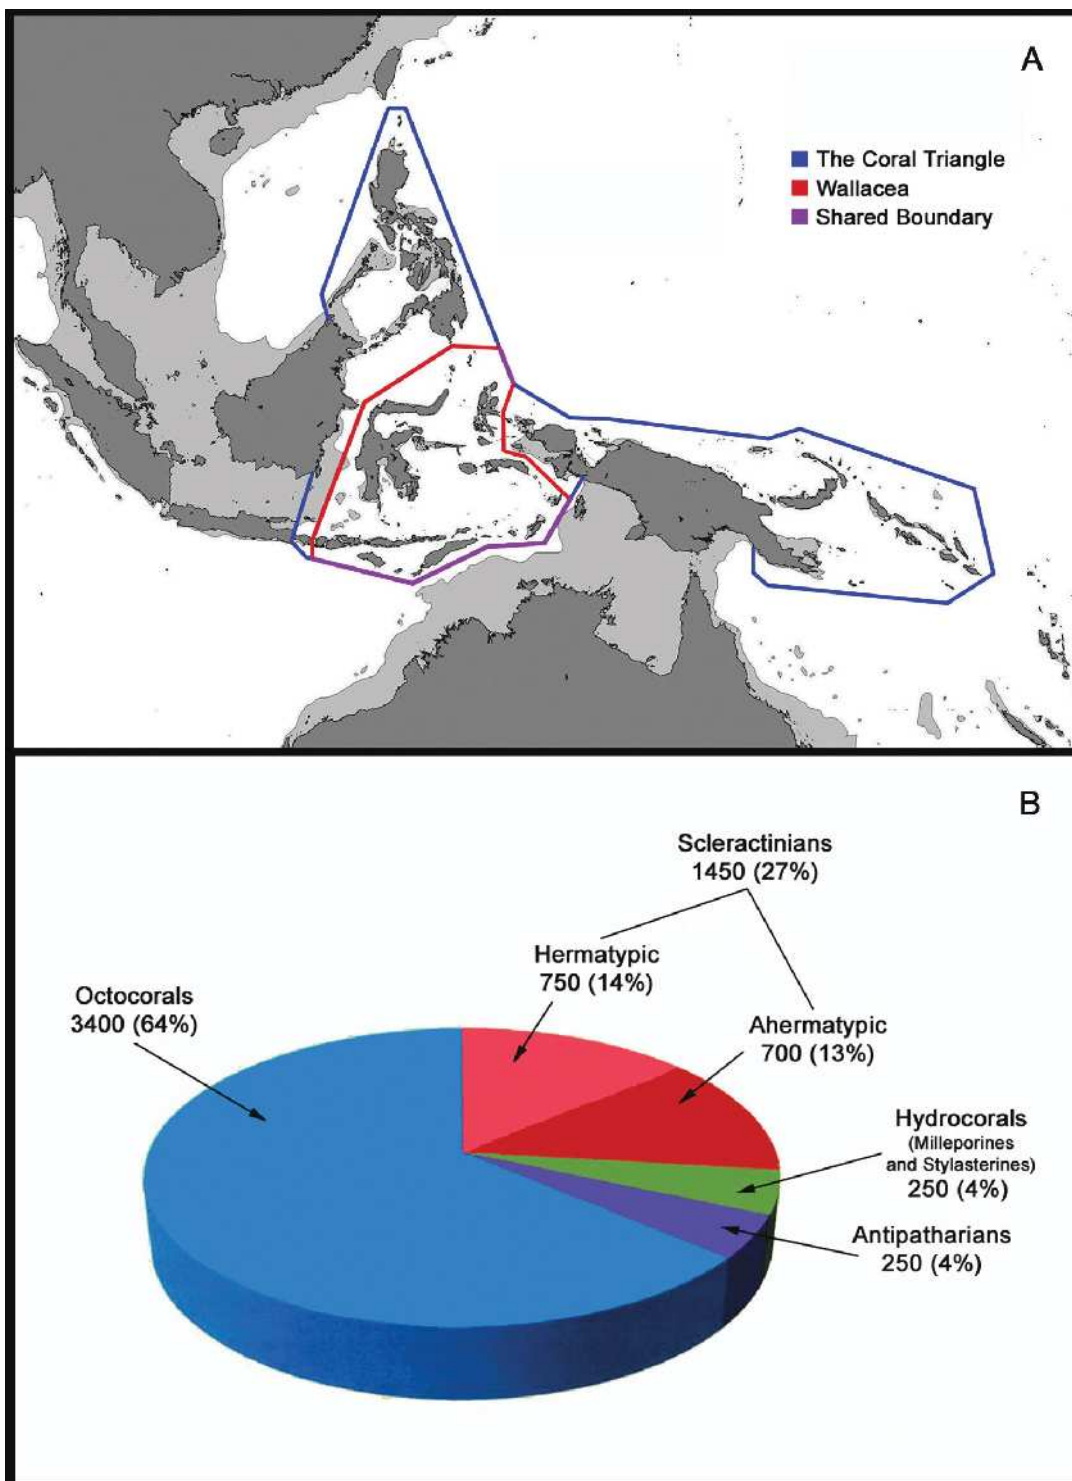 A
The Coral Triangle
Wallacea
Shared Boundary
B
Scleractinians
1450 (27%)
Hermatypic
750 (14%)
Octocorals
3400 (64%)
Ahermatypic
700 (13%)
Hydrocorals
(Milleporines
and Stylasterines)
250 (4%)
Antipatharians
250 (4%)